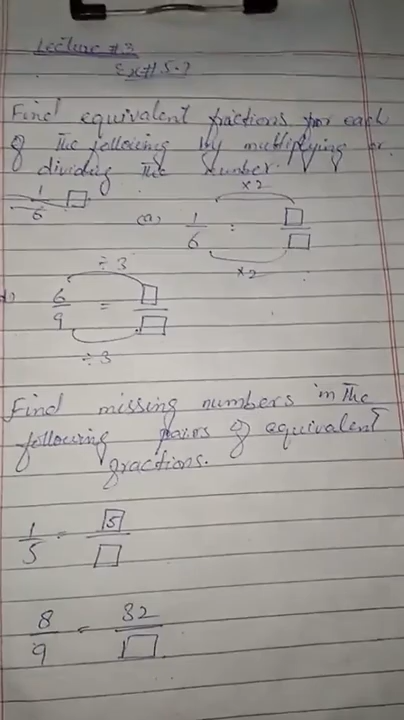 Lecture #3
Ex#5.2
Find equivalent fractions for each
of the following by multiplying or
dividing the number.
1/6 □
×2
(a) 1/6 = □/□
×2
÷3
6/9 = □/□
÷3
Find missing numbers in the
following pairs of equivalent
fractions.
1/5 = 5/□
8/9 = 32/□